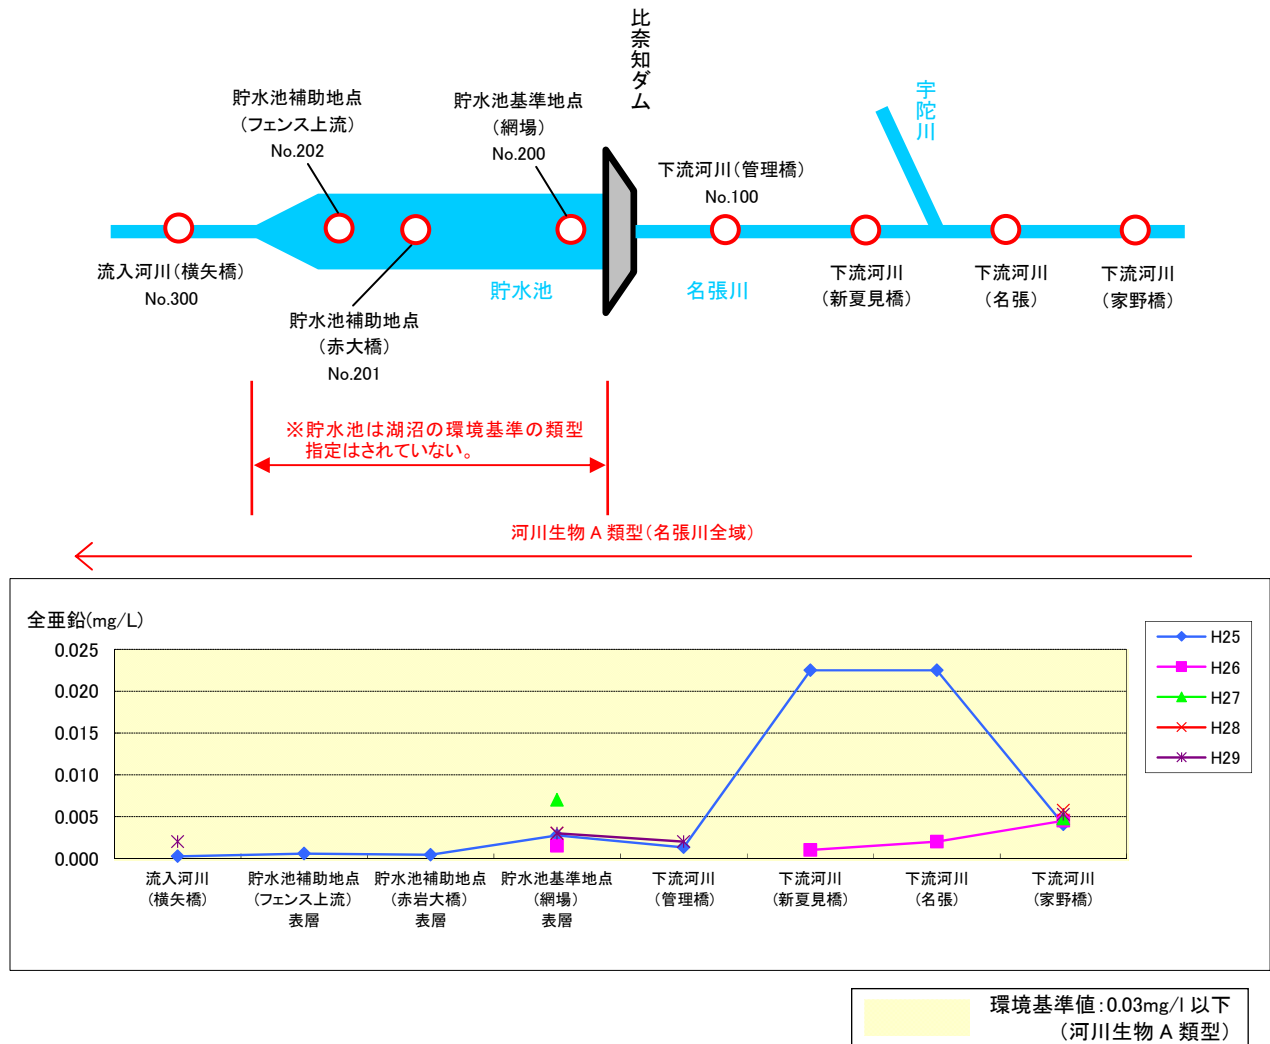 比奈知ダム
宇陀川
貯水池補助地点
(フェンス上流)
No.202
貯水池基準地点
(網場)
No.200
下流河川(管理橋)
No.100
流入河川(横矢橋)
No.300
貯水池補助地点
(赤大橋)
No.201
貯水池
名張川
下流河川
(新夏見橋)
下流河川
(名張)
下流河川
(家野橋)
※貯水池は湖沼の環境基準の類型
指定はされていない。
河川生物 A 類型(名張川全域)
全亜鉛(mg/L)
0.025
0.020
0.015
0.010
0.005
0.000
流入河川
(横矢橋)
貯水池補助地点
(フェンス上流)
表層
貯水池補助地点
(赤岩大橋)
表層
貯水池基準地点
(網場)
表層
下流河川
(管理橋)
下流河川
(新夏見橋)
下流河川
(名張)
下流河川
(家野橋)
H25
H26
H27
H28
H29
環境基準値:0.03mg/l 以下
(河川生物 A 類型)